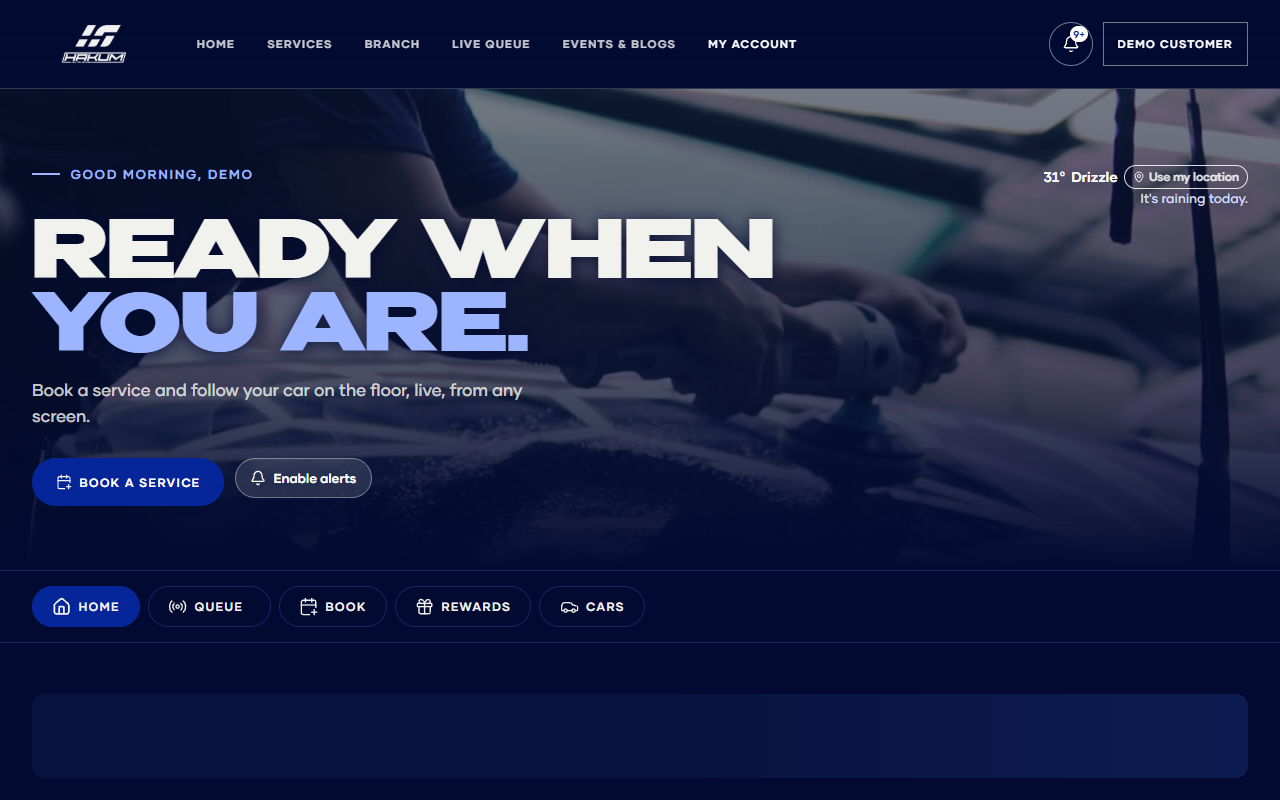 HAKUM
HOME
SERVICES
BRANCH
LIVE QUEUE
EVENTS & BLOGS
MY ACCOUNT
9+
DEMO CUSTOMER
GOOD MORNING, DEMO
31° Drizzle
Use my location
It's raining today.
READY WHEN
YOU ARE.
Book a service and follow your car on the floor, live, from any
screen.
BOOK A SERVICE
Enable alerts
HOME
QUEUE
BOOK
REWARDS
CARS